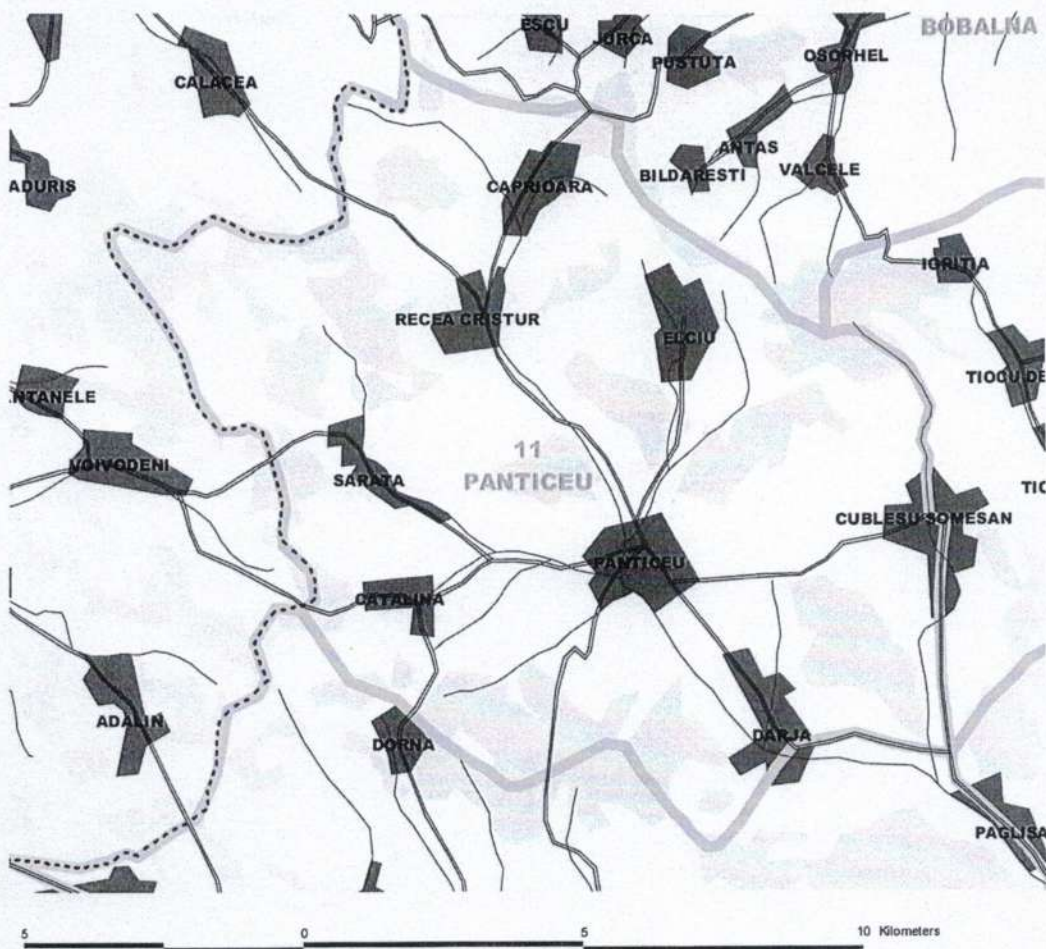 ESCU
JURCA
PUSTUTA
OSORHEL
BOBALNA
CALACEA
ANTAS
BILDARESTI
VALCELE
ADURIS
CAPRIOARA
IORITIA
RECEA CRISTUR
ELCIU
TIOCU DE
NTANELE
11
PANTICEU
VOIVODENI
SARATA
TIC
CUBLESU SOMESAN
PANTICEU
CATALINA
ADALIN
DORNA
DARJA
PAGLISA
5 0 5 10 Kilometers